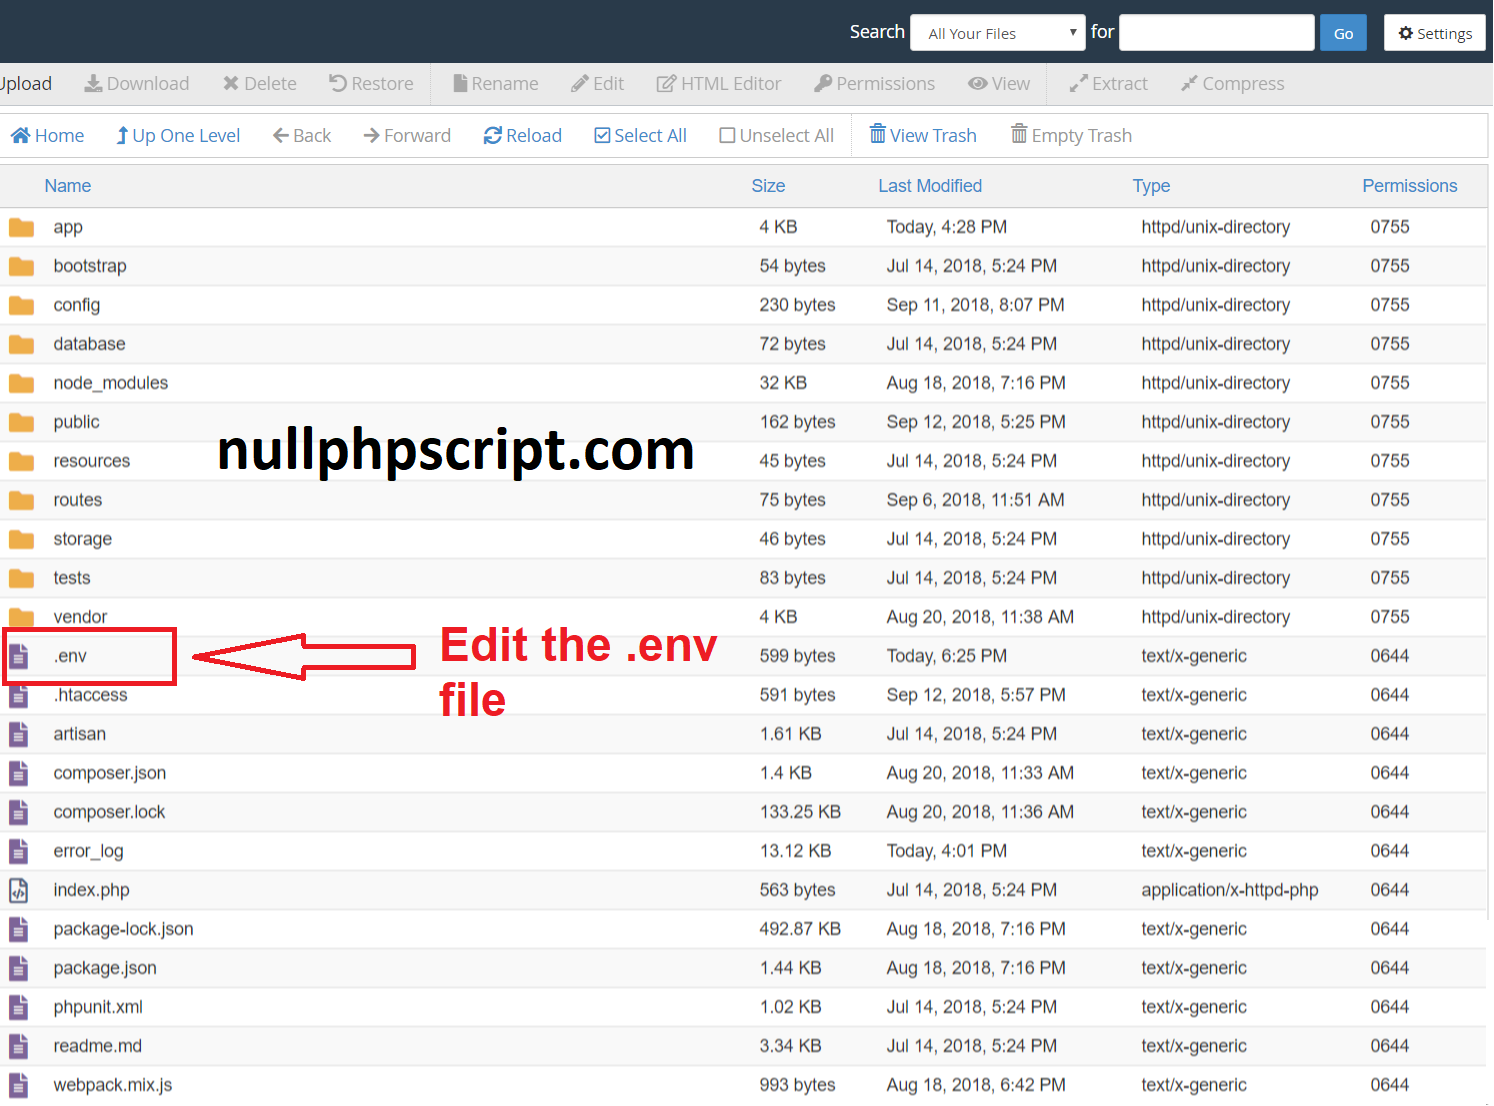 Search All Your Files for Go Settings
Upload Download Delete Restore Rename Edit HTML Editor Permissions View Extract Compress
Home Up One Level Back Forward Reload Select All Unselect All View Trash Empty Trash
Name Size Last Modified Type Permissions
app 4 KB Today, 4:28 PM httpd/unix-directory 0755
bootstrap 54 bytes Jul 14, 2018, 5:24 PM httpd/unix-directory 0755
config 230 bytes Sep 11, 2018, 8:07 PM httpd/unix-directory 0755
database 72 bytes Jul 14, 2018, 5:24 PM httpd/unix-directory 0755
node_modules 32 KB Aug 18, 2018, 7:16 PM httpd/unix-directory 0755
public 162 bytes Sep 12, 2018, 5:25 PM httpd/unix-directory 0755
nullphpscript.com
resources 45 bytes Jul 14, 2018, 5:24 PM httpd/unix-directory 0755
routes 75 bytes Sep 6, 2018, 11:51 AM httpd/unix-directory 0755
storage 46 bytes Jul 14, 2018, 5:24 PM httpd/unix-directory 0755
tests 83 bytes Jul 14, 2018, 5:24 PM httpd/unix-directory 0755
vendor 4 KB Aug 20, 2018, 11:38 AM httpd/unix-directory 0755
Edit the .env
file
.env 599 bytes Today, 6:25 PM text/x-generic 0644
.htaccess 591 bytes Sep 12, 2018, 5:57 PM text/x-generic 0644
artisan 1.61 KB Jul 14, 2018, 5:24 PM text/x-generic 0644
composer.json 1.4 KB Aug 20, 2018, 11:33 AM text/x-generic 0644
composer.lock 133.25 KB Aug 20, 2018, 11:36 AM text/x-generic 0644
error_log 13.12 KB Today, 4:01 PM text/x-generic 0644
index.php 563 bytes Jul 14, 2018, 5:24 PM application/x-httpd-php 0644
package-lock.json 492.87 KB Aug 18, 2018, 7:16 PM text/x-generic 0644
package.json 1.44 KB Aug 18, 2018, 7:16 PM text/x-generic 0644
phpunit.xml 1.02 KB Jul 14, 2018, 5:24 PM text/x-generic 0644
readme.md 3.34 KB Jul 14, 2018, 5:24 PM text/x-generic 0644
webpack.mix.js 993 bytes Aug 18, 2018, 6:42 PM text/x-generic 0644